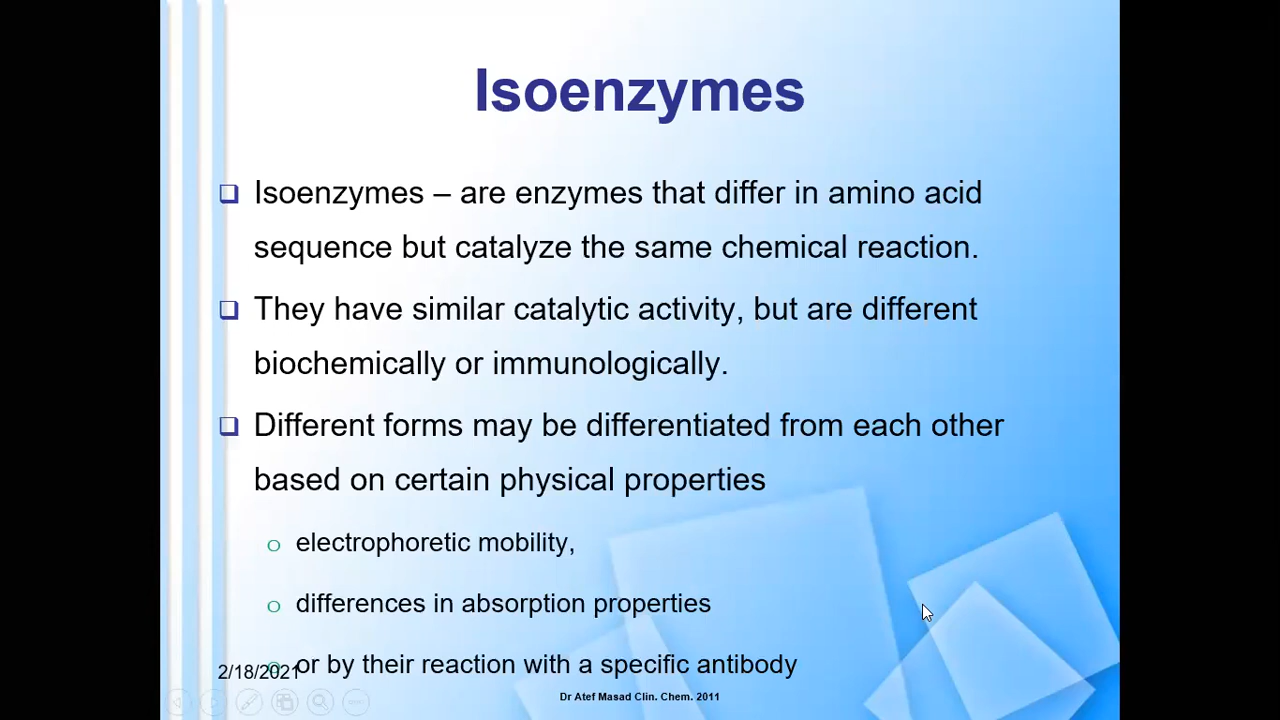 Isoenzymes
❑ Isoenzymes – are enzymes that differ in amino acid
sequence but catalyze the same chemical reaction.
❑ They have similar catalytic activity, but are different
biochemically or immunologically.
❑ Different forms may be differentiated from each other
based on certain physical properties
o electrophoretic mobility,
o differences in absorption properties
o or by their reaction with a specific antibody
2/18/2021
Dr Atef Masad Clin. Chem. 2011